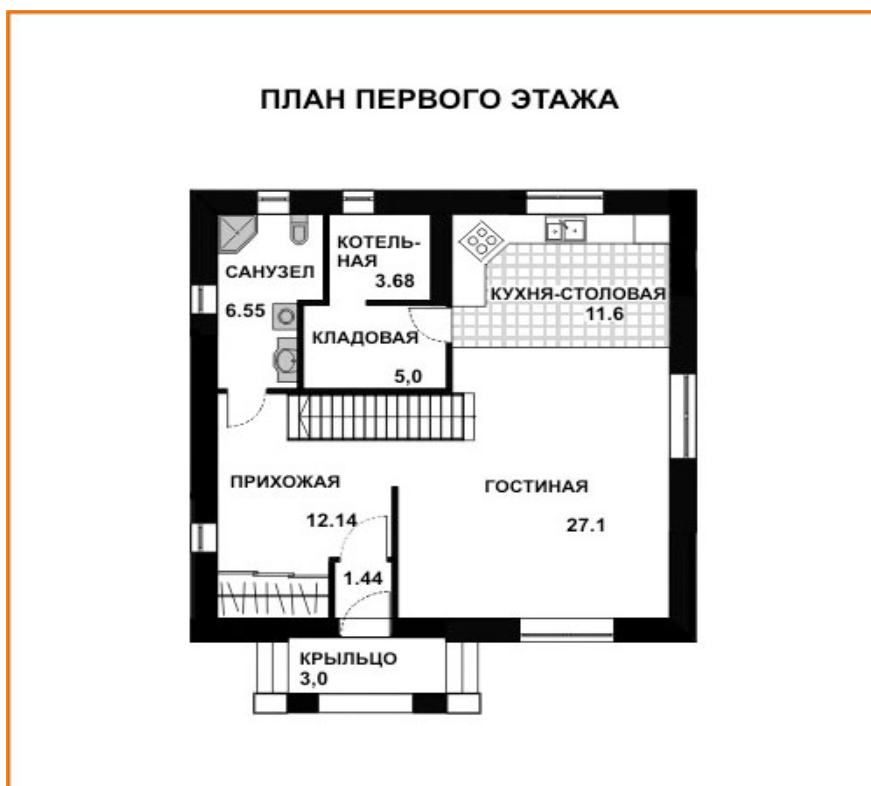 ПЛАН ПЕРВОГО ЭТАЖА
КОТЕЛЬ-
НАЯ
3.68
САНУЗЕЛ
6.55
КУХНЯ-СТОЛОВАЯ
11.6
КЛАДОВАЯ
5,0
ПРИХОЖАЯ
12.14
ГОСТИНАЯ
27.1
1.44
КРЫЛЬЦО
3,0